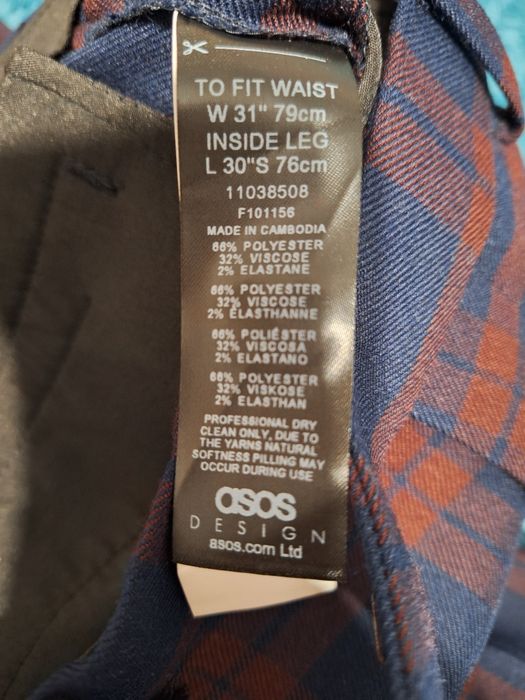 TO FIT WAIST
W 31" 79cm
INSIDE LEG
L 30"S 76cm
11038508
F101156
MADE IN CAMBODIA
66% POLYESTER
32% VISCOSE
2% ELASTANE
66% POLYESTER
32% VISCOSE
2% ELASTHANNE
66% POLIÉSTER
32% VISCOSA
2% ELASTANO
66% POLYESTER
32% VISKOSE
2% ELASTHAN
PROFESSIONAL DRY
CLEAN ONLY, DUE TO
THE YARNS NATURAL
SOFTNESS PILLING MAY
OCCUR DURING USE
asos
DESIGN
asos.com Ltd